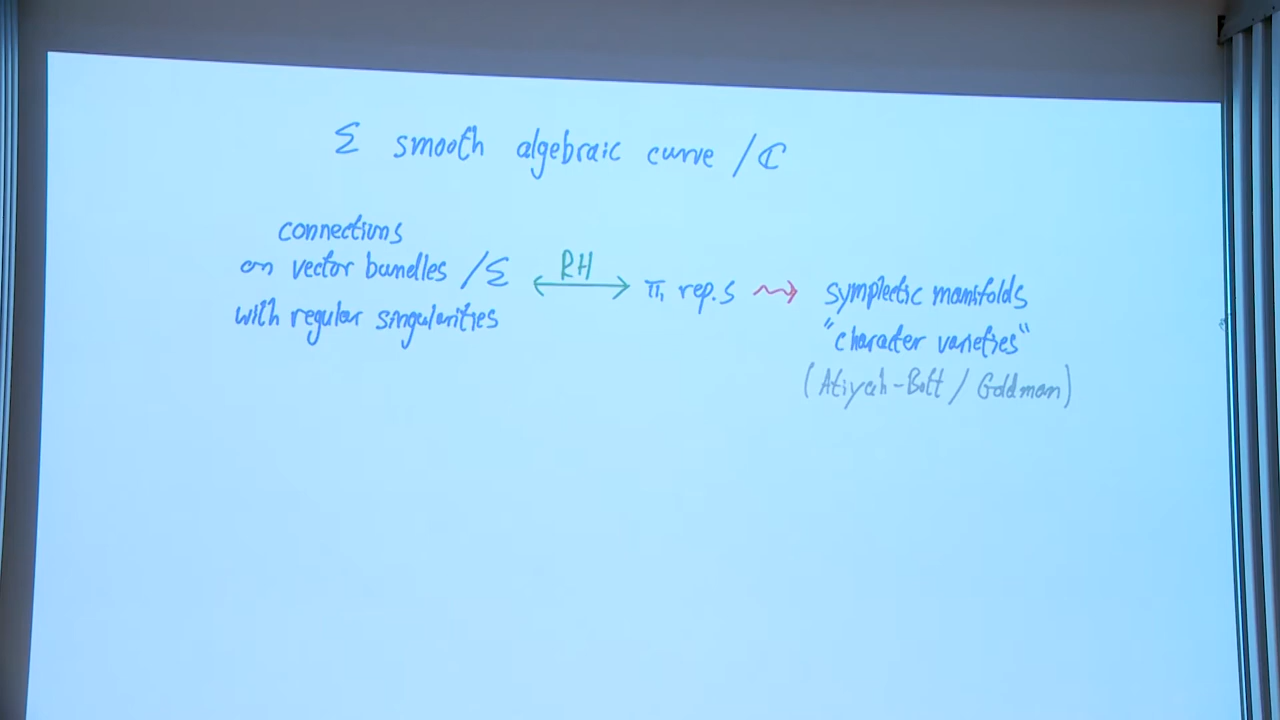 Σ smooth algebraic curve / ℂ
connections
on vector bundles / Σ
with regular singularities
RH
π₁ rep.s
symplectic manifolds
"character varieties"
(Atiyah-Bott / Goldman)